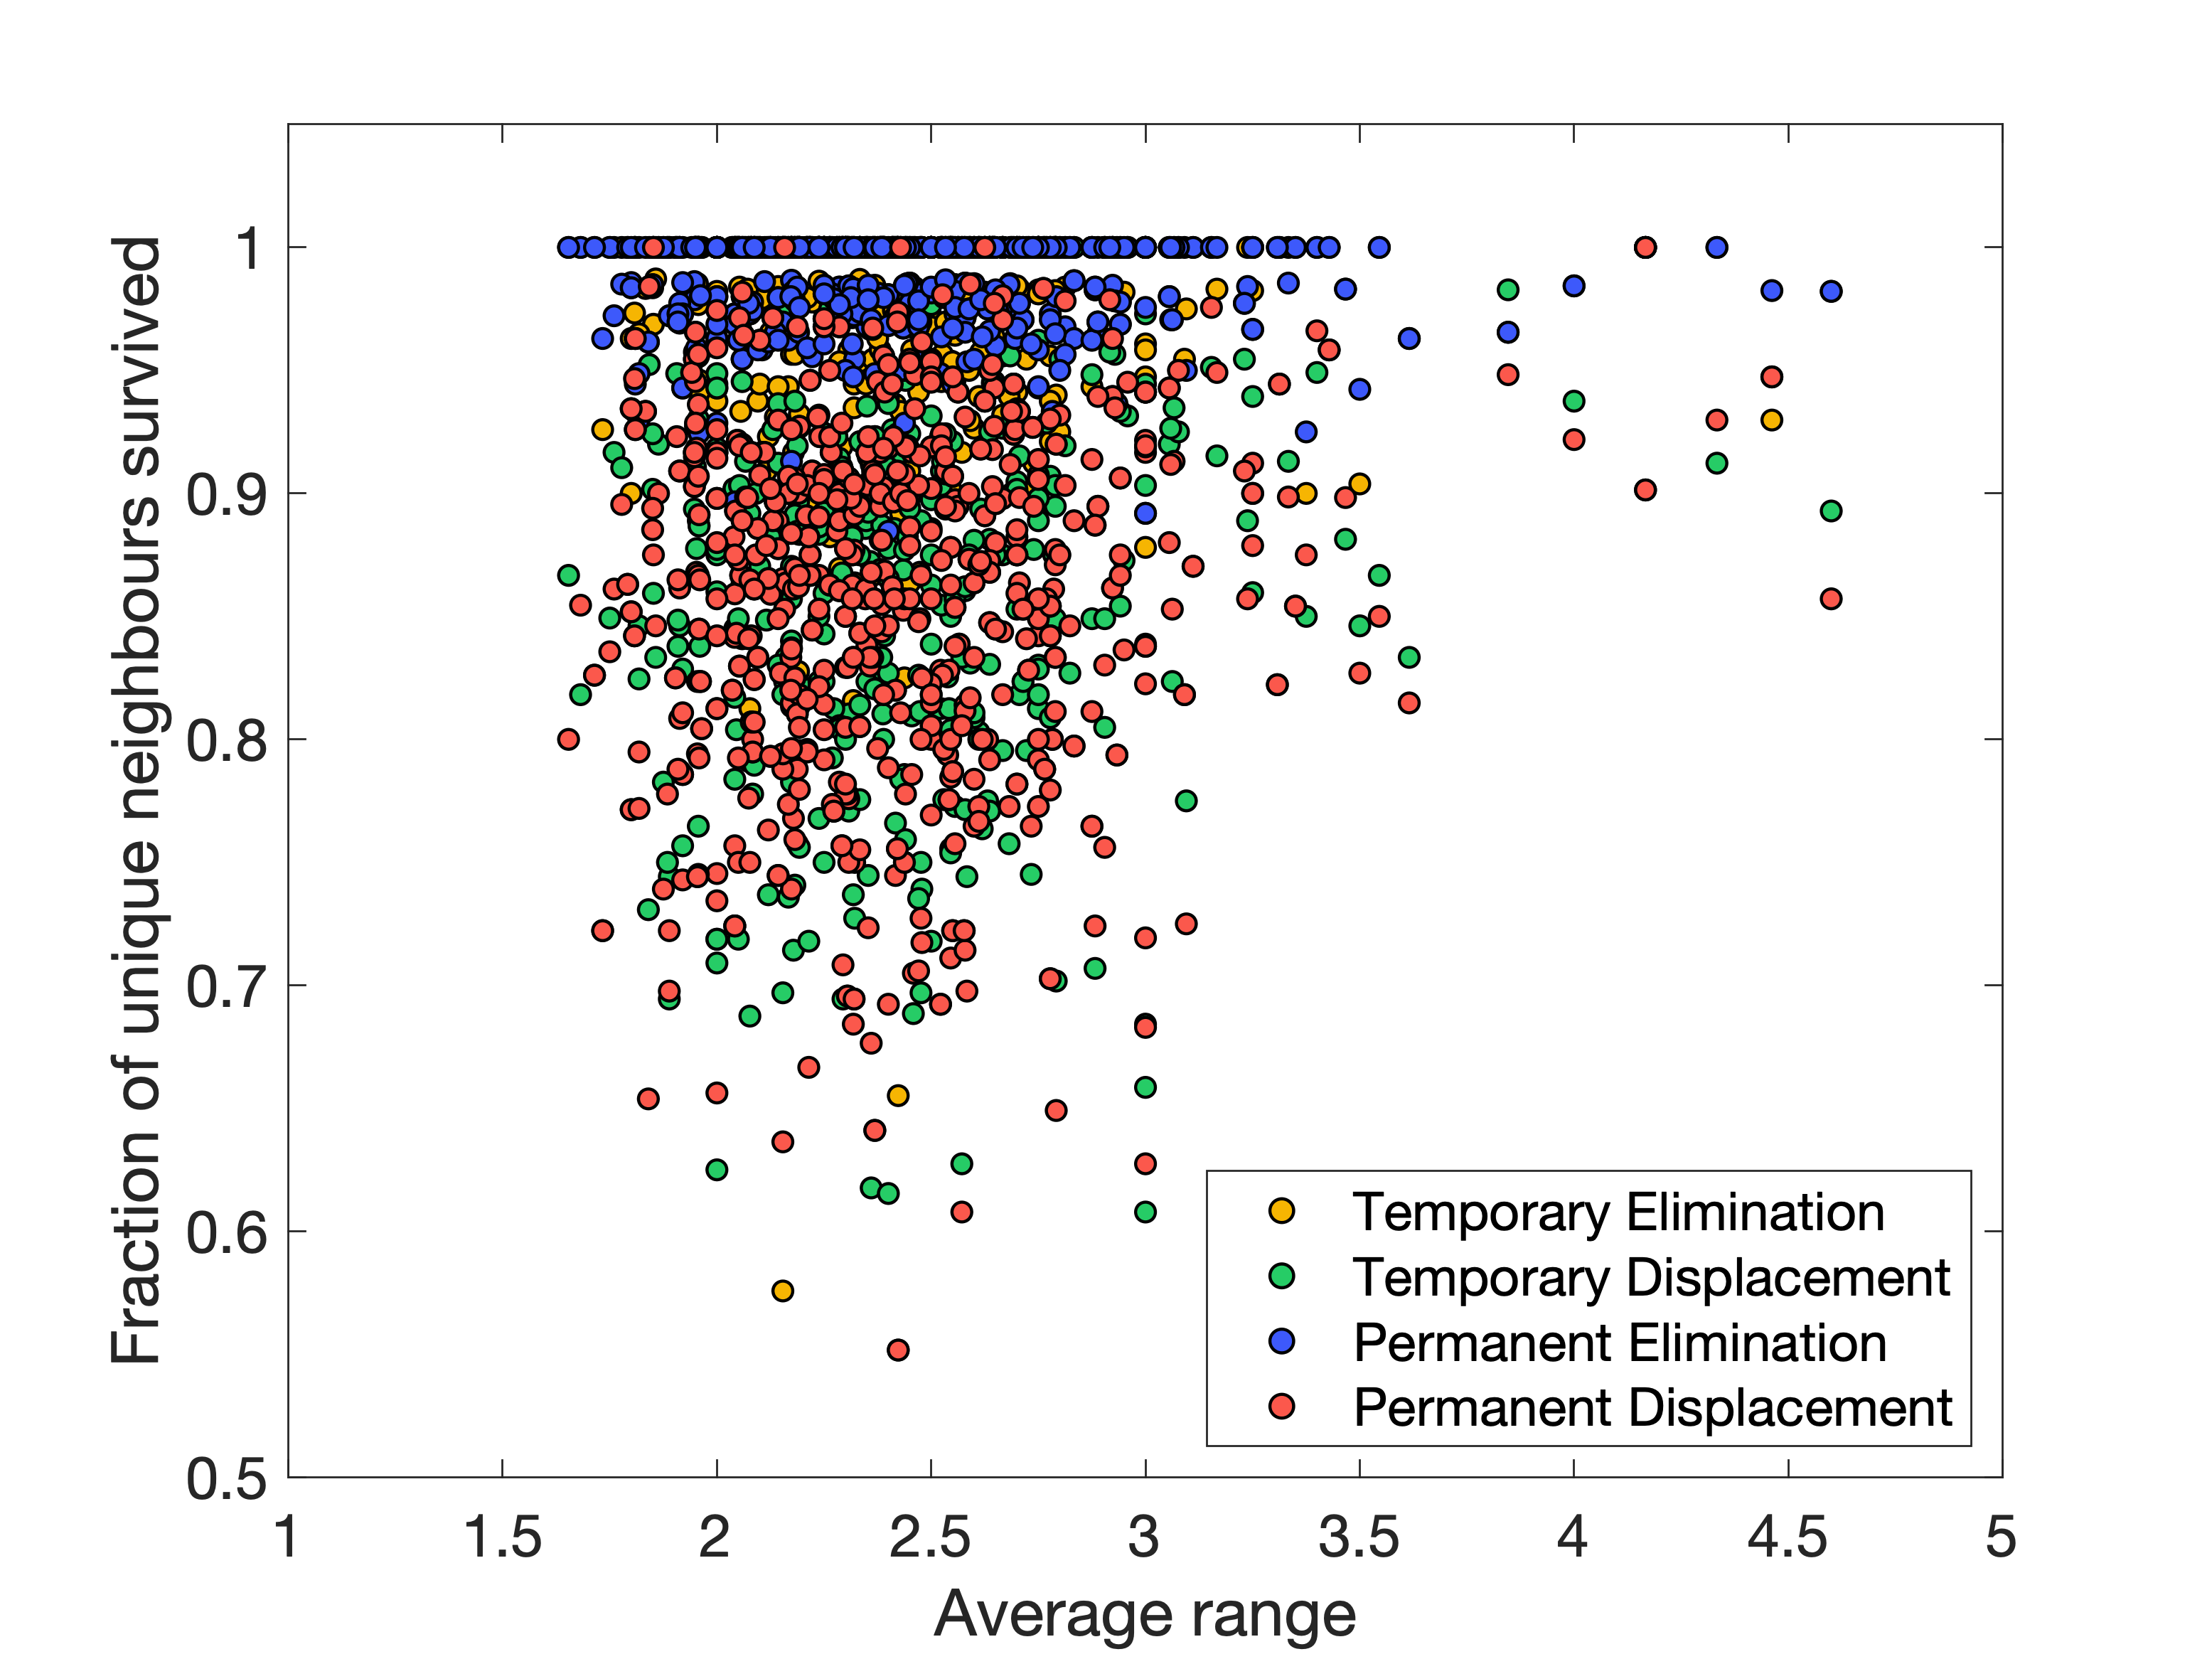 Fraction of unique neighbours survived
1
0.9
0.8
0.7
0.6
0.5
1 1.5 2 2.5 3 3.5 4 4.5 5
Average range
Temporary Elimination
Temporary Displacement
Permanent Elimination
Permanent Displacement